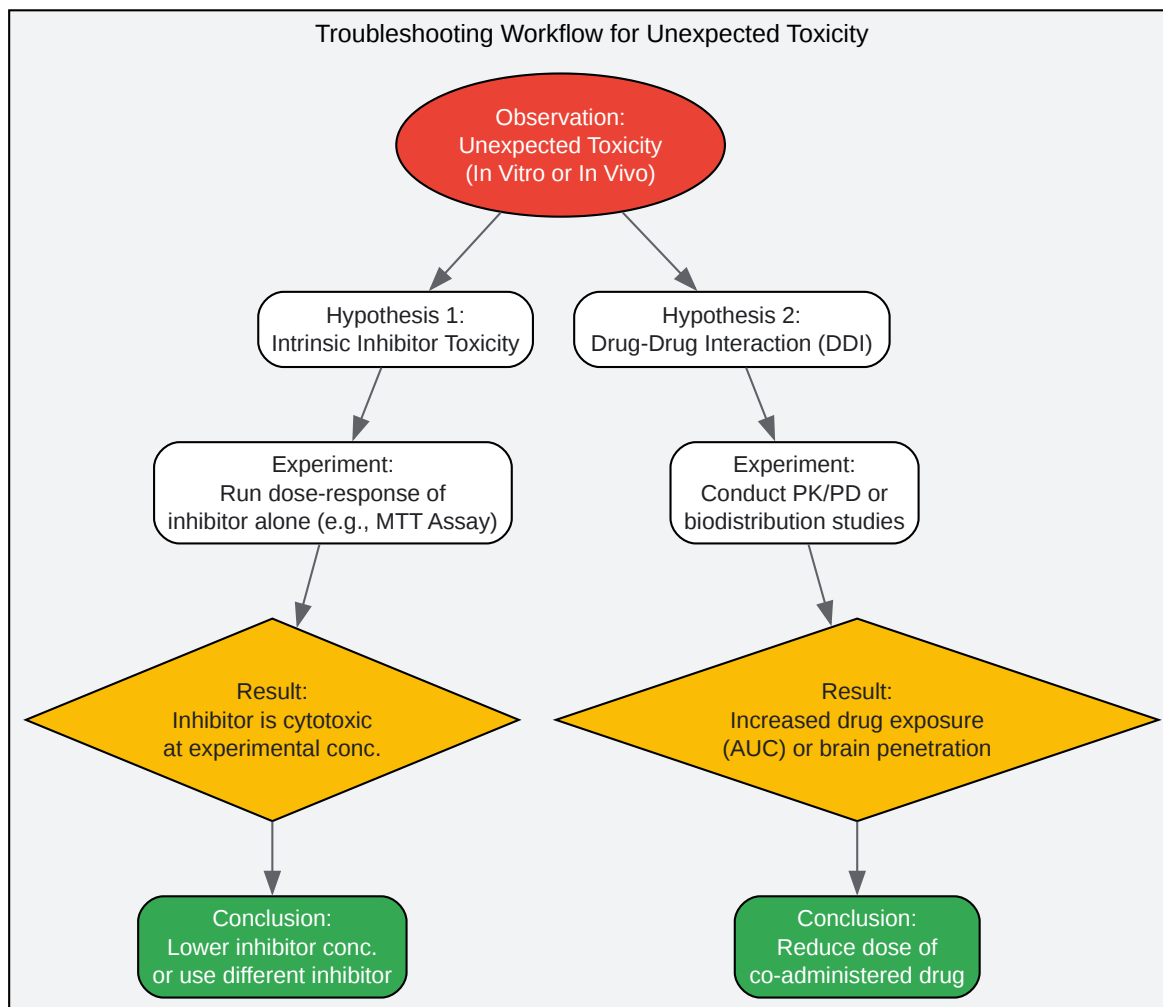 Troubleshooting Workflow for Unexpected Toxicity
Observation:
Unexpected Toxicity
(In Vitro or In Vivo)
Hypothesis 1:
Intrinsic Inhibitor Toxicity
Hypothesis 2:
Drug-Drug Interaction (DDI)
Experiment:
Run dose-response of
inhibitor alone (e.g., MTT Assay)
Experiment:
Conduct PK/PD or
biodistribution studies
Result:
Inhibitor is cytotoxic
at experimental conc.
Result:
Increased drug exposure
(AUC) or brain penetration
Conclusion:
Lower inhibitor conc.
or use different inhibitor
Conclusion:
Reduce dose of
co-administered drug